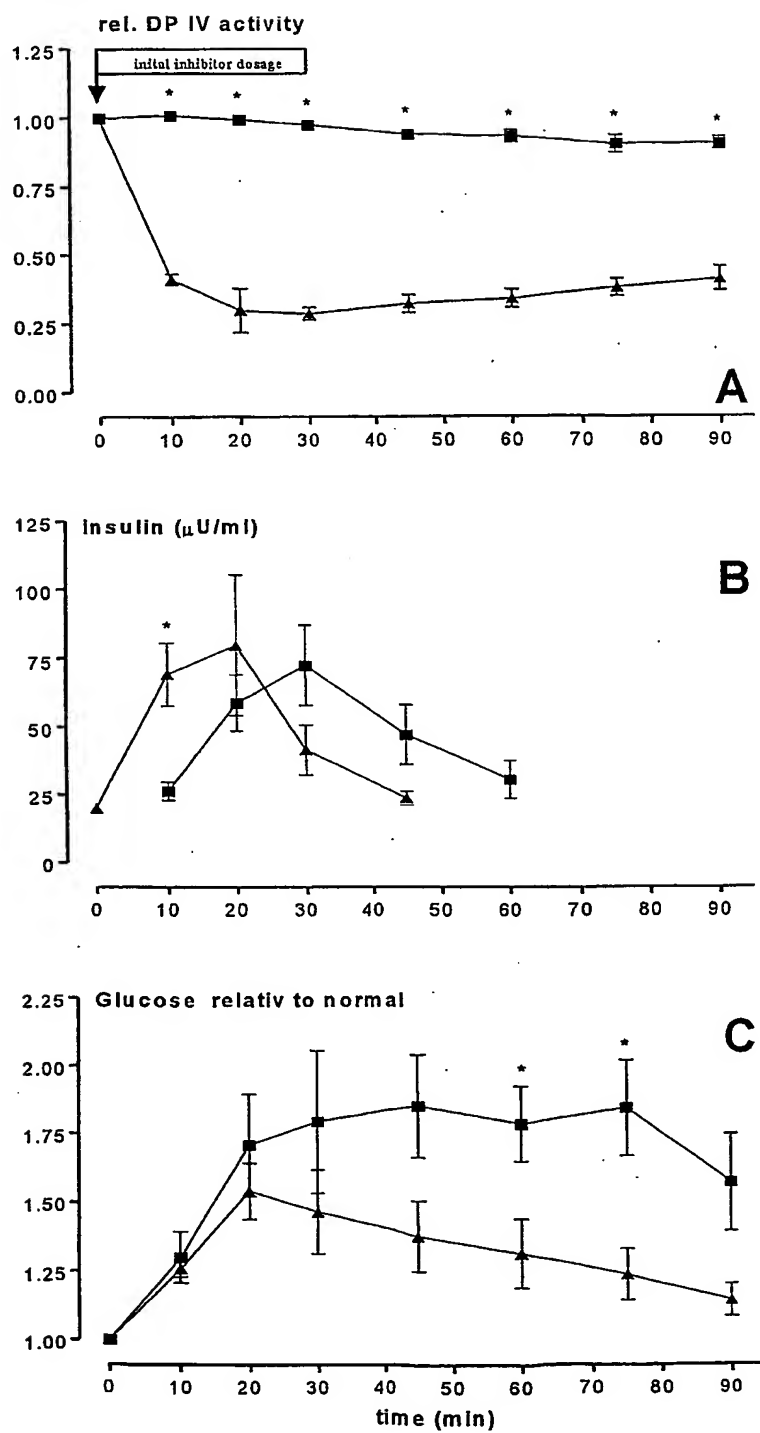 rel. DP IV activity
inital inhibitor dosage
1.25
1.00
0.75
0.50
0.25
0.00
* * * * * * * *
A
0 10 20 30 40 50 60 70 80 90
Insulin (µU/ml)
125
100
75
50
25
0
*
B
0 10 20 30 40 50 60 70 80 90
Glucose relativ to normal
2.25
2.00
1.75
1.50
1.25
1.00
* *
C
0 10 20 30 40 50 60 70 80 90
time (min)